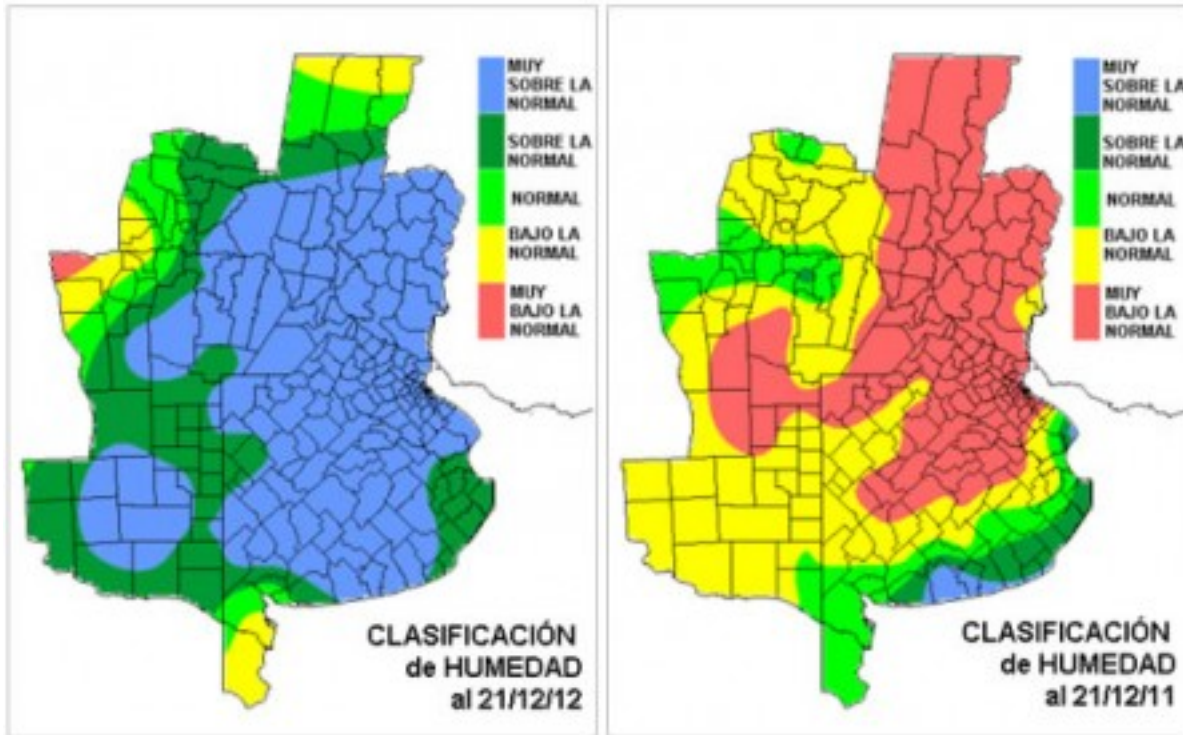 MUY
SOBRE LA
NORMAL
SOBRE LA
NORMAL
NORMAL
BAJO LA
NORMAL
MUY
BAJO LA
NORMAL
CLASIFICACIÓN
de HUMEDAD
al 21/12/12
MUY
SOBRE LA
NORMAL
SOBRE LA
NORMAL
NORMAL
BAJO LA
NORMAL
MUY
BAJO LA
NORMAL
CLASIFICACIÓN
de HUMEDAD
al 21/12/11